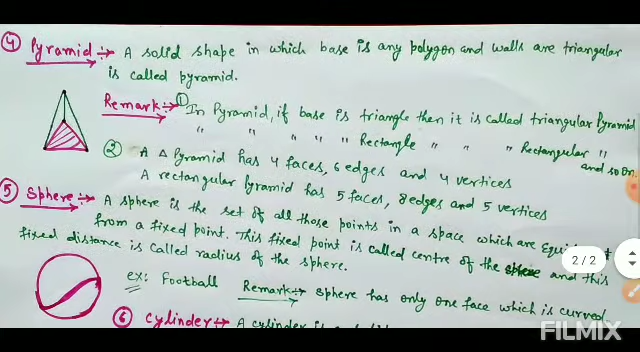 ④ Pyramid :→ A solid shape in which base is any polygon and walls are triangular
is called pyramid.
Remark :→ ① In Pyramid, if base is triangle then it is called triangular Pyramid
" " " " " Rectangle " " " Rectangular "
and so on.
② A △ Pyramid has 4 faces, 6 edges and 4 vertices
A rectangular Pyramid has 5 faces, 8 edges and 5 vertices
⑤ Sphere :→ A sphere is the set of all those points in a space which are
from a fixed point. This fixed point is called centre of the sphere and this
fixed distance is called radius of the sphere.
2/2
ex: Football Remark :→ sphere has only one face which is curved.
⑥ Cylinder :→ A cylinder is
FILMIX